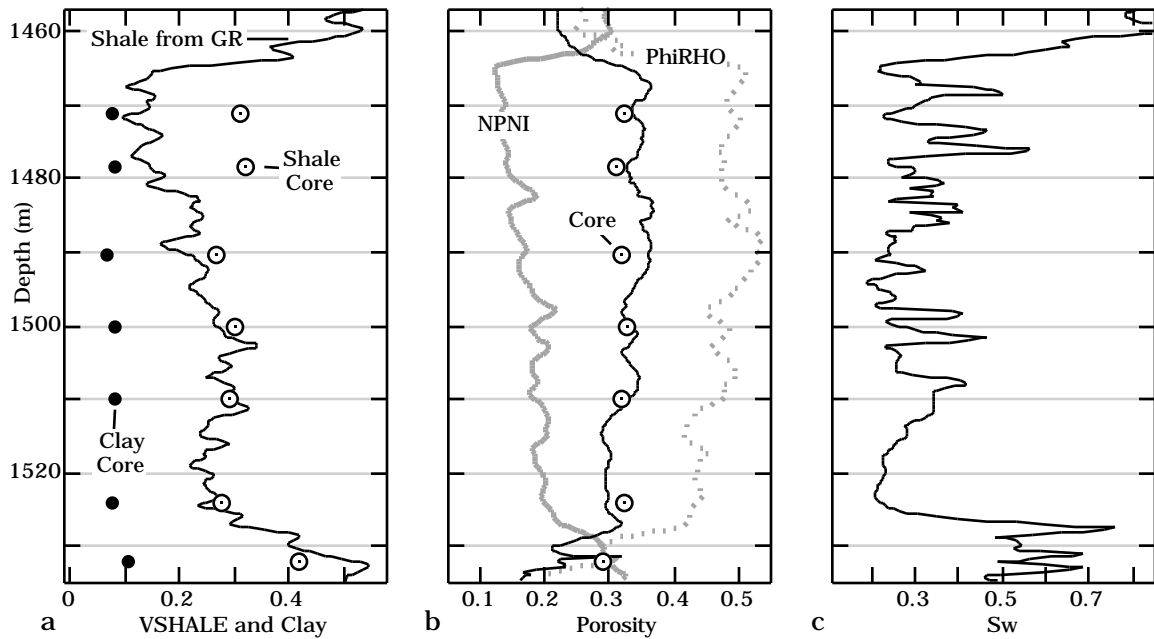 1460
1480
1500
1520
Depth (m)
Shale from GR
Shale
Core
Clay
Core
0
0.2
0.4
a
VSHALE and Clay
PhiRHO
NPNI
Core
0.1
0.2
0.3
0.4
0.5
b
Porosity
0.3
0.5
0.7
c
Sw